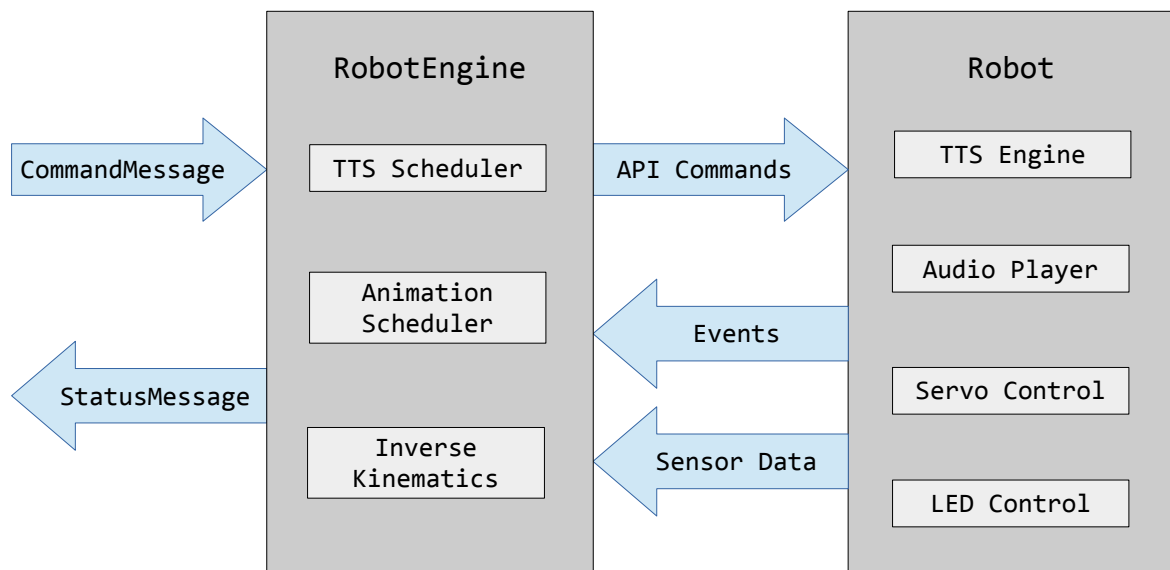 RobotEngine
Robot
CommandMessage
TTS Scheduler
API Commands
TTS Engine
Audio Player
Animation
Scheduler
Events
StatusMessage
Servo Control
Inverse
Kinematics
Sensor Data
LED Control